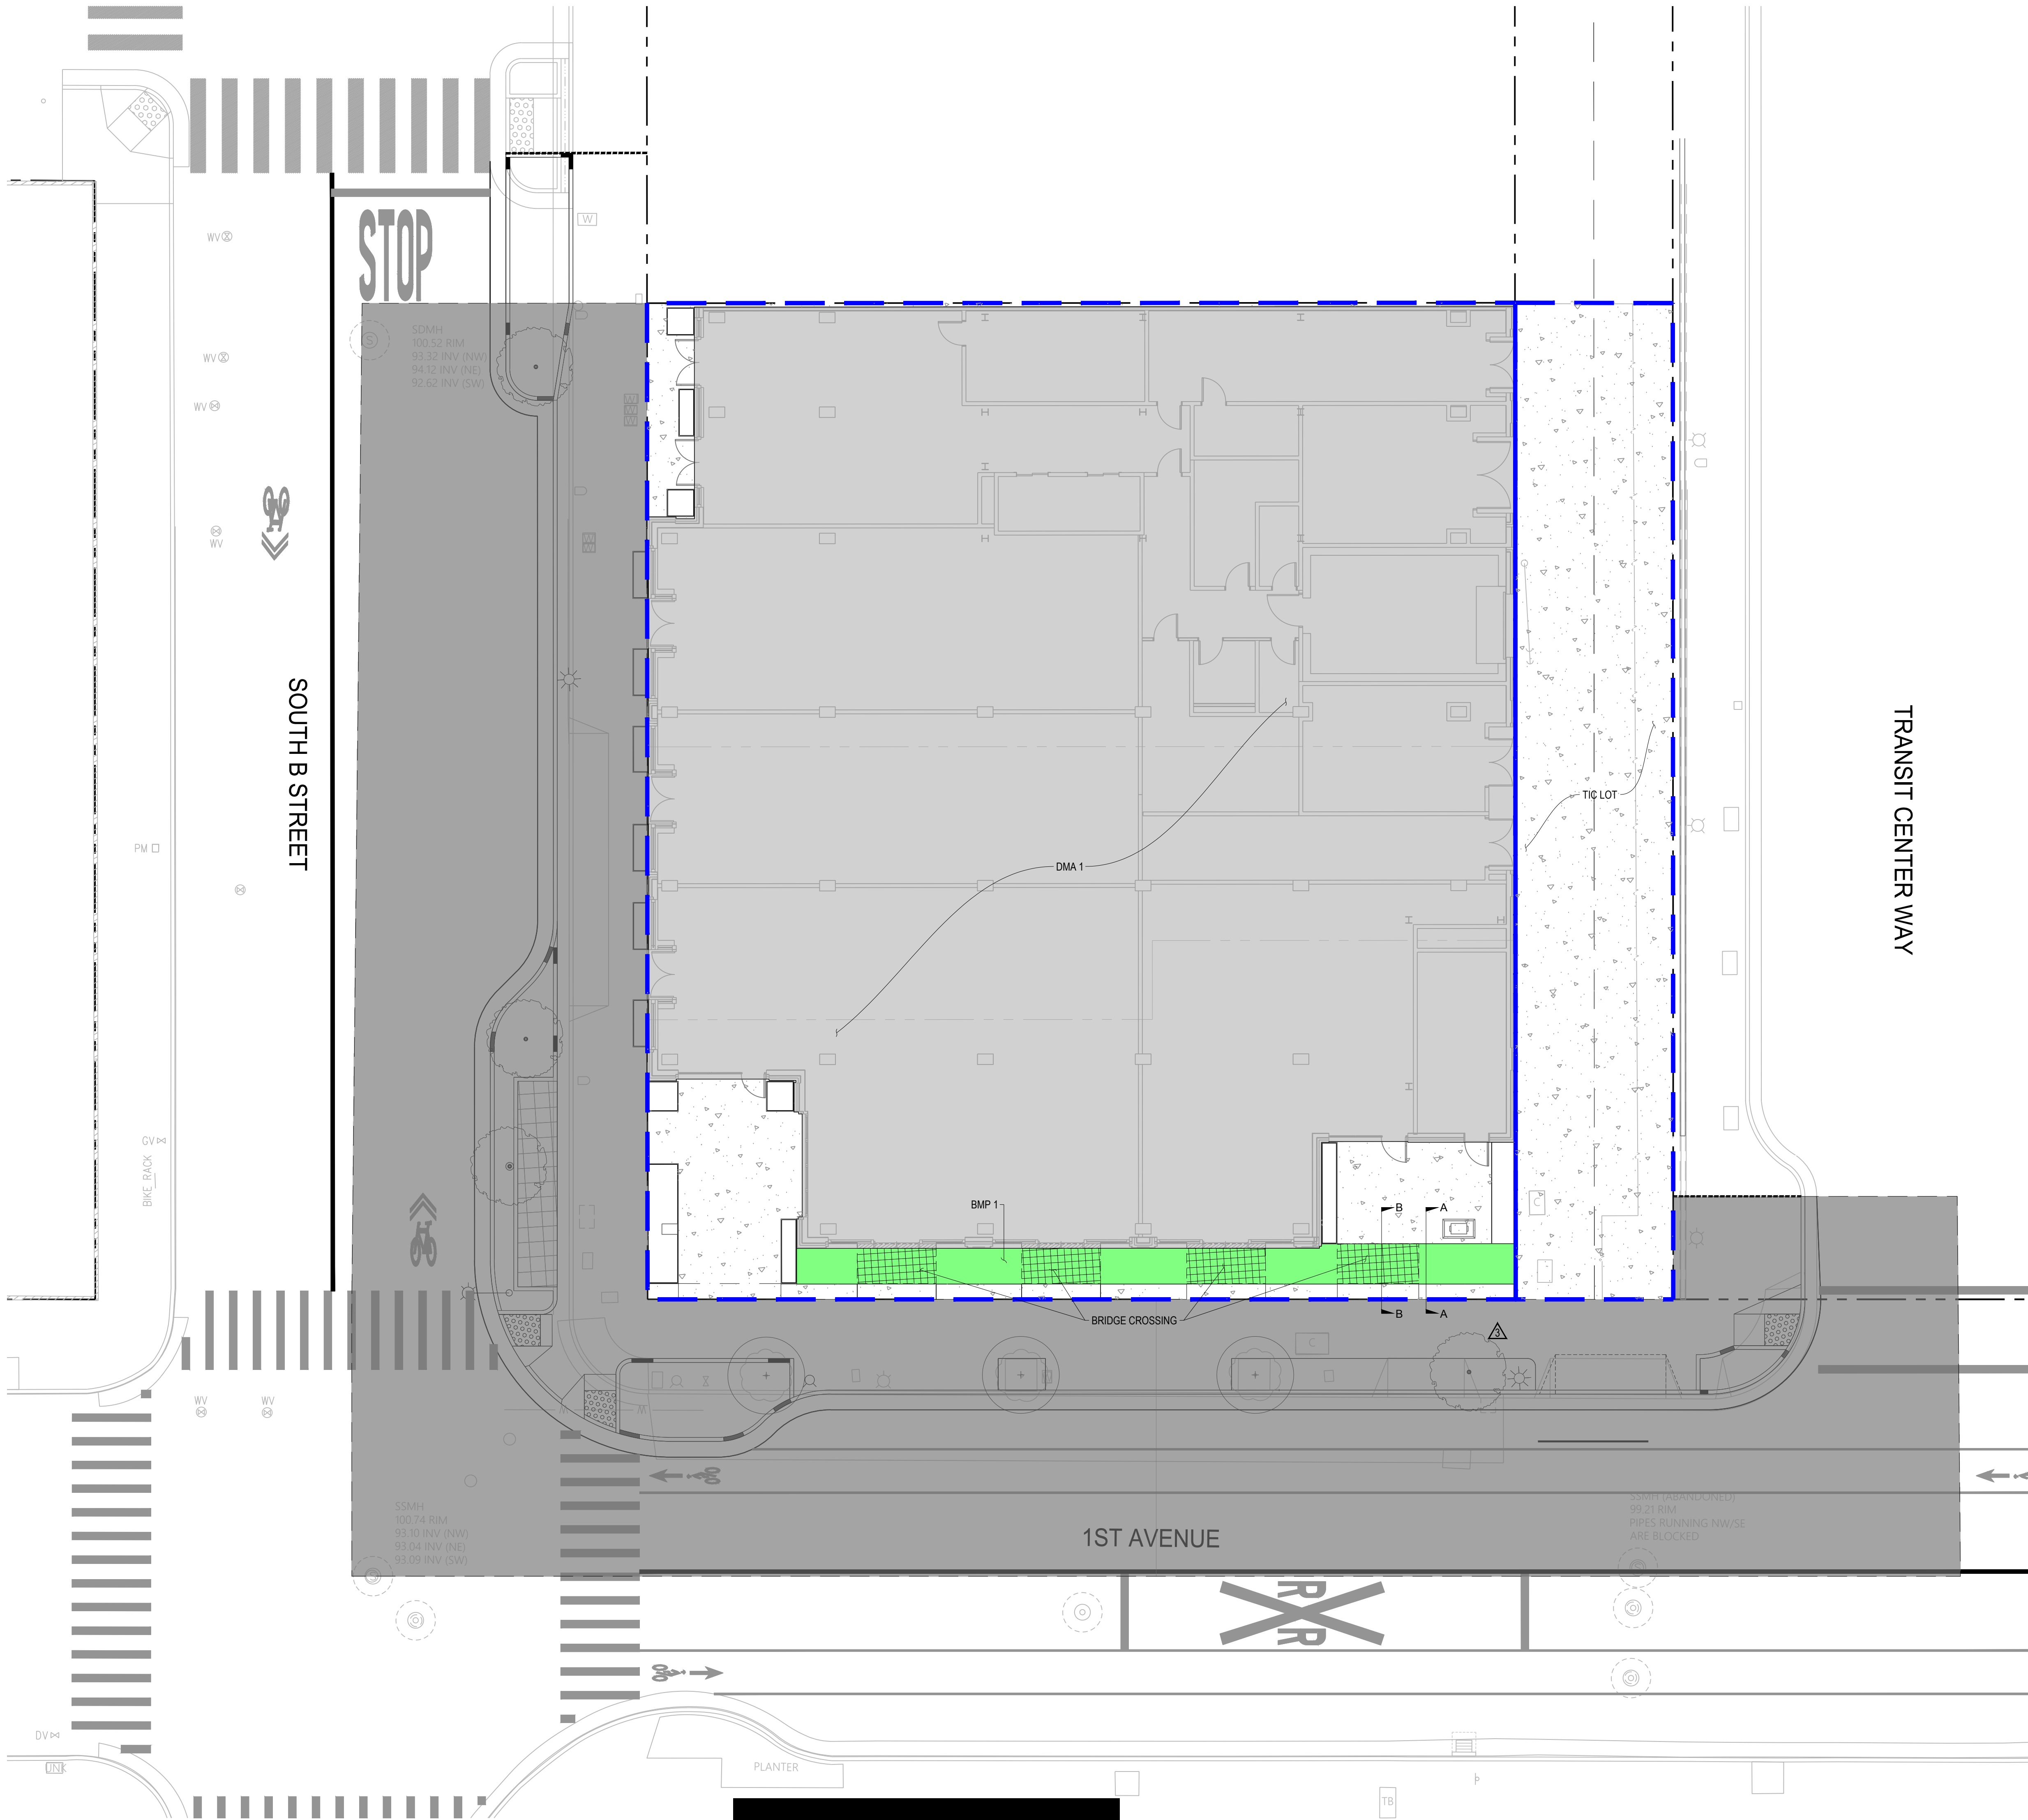 STOP
W
WV
SDMH
100.52 RIM
93.32 INV (NW)
94.12 INV (NE)
92.62 INV (SW)
S
WV
WV
WV
SOUTH B STREET
TRANSIT CENTER WAY
TIC LOT
PM
DMA 1
GV
BIKE RACK
BMP 1
B
A
C
BRIDGE CROSSING
B
A
3
C
WV
WV
W
SSMH
100.74 RIM
93.10 INV (NW)
93.04 INV (NE)
93.09 INV (SW)
1ST AVENUE
SSMH (ABANDONED)
99.21 RIM
PIPES RUNNING NW/SE
ARE BLOCKED
R R
DV
UNK
PLANTER
TB